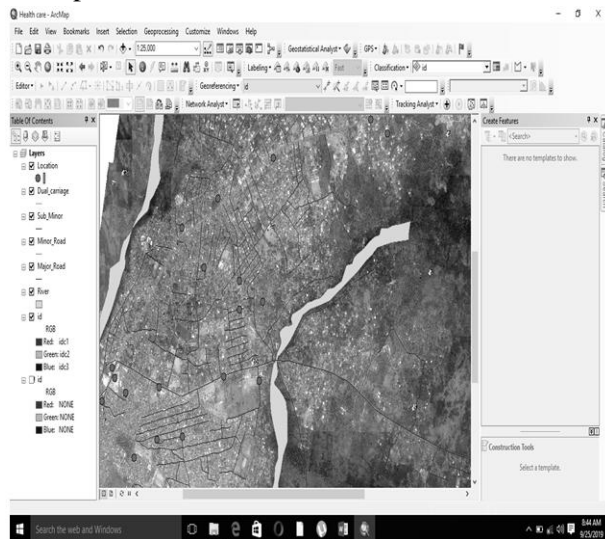 Health care - ArcMap
File Edit View Bookmarks Insert Selection Geoprocessing Customize Windows Help
1:25,000
Geostatistical Analyst
GPS
Labeling
Fast
Classification
id
Editor
Georeferencing
id
Network Analyst
Tracking Analyst
Table Of Contents
Layers
Location
Dual_carriage
Sub_Minor
Minor_Road
Major_Road
River
id
RGB
Red: idc1
Green: idc2
Blue: idc3
id
RGB
Red: NONE
Green: NONE
Blue: NONE
Create Features
<Search>
There are no templates to show.
Construction Tools
Select a template.
Search the web and Windows
8:44 AM
9/25/2019